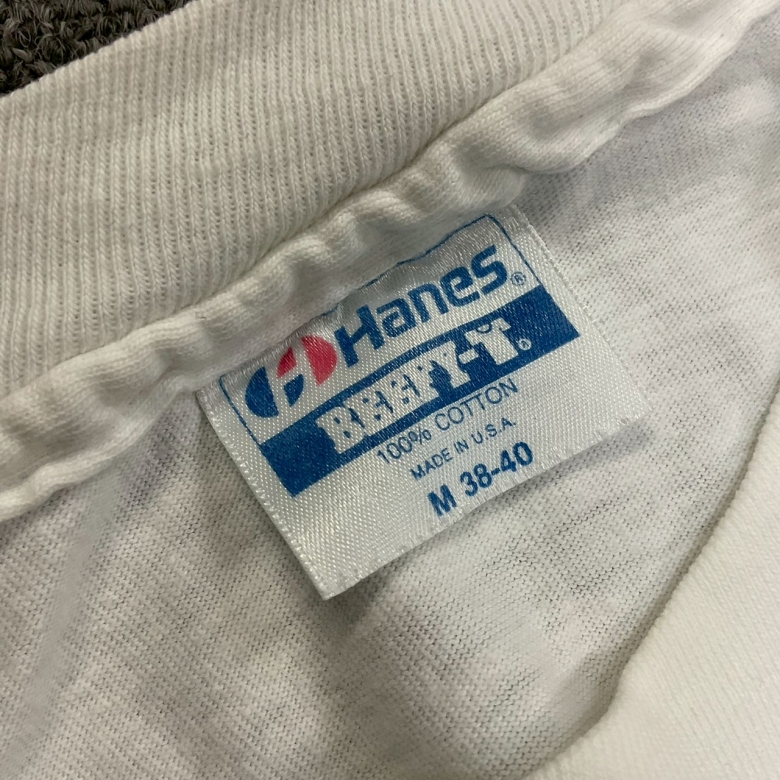 Hanes®
BEEFY-T®
100% COTTON
MADE IN U.S.A.
M 38-40